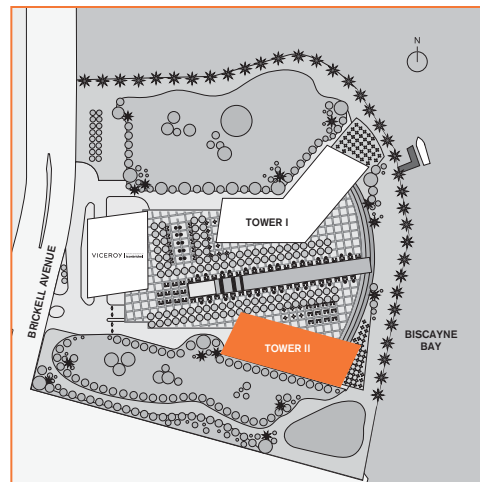 N
TOWER I
VICEROY
BRICKELL AVENUE
TOWER II
BISCAYNE
BAY